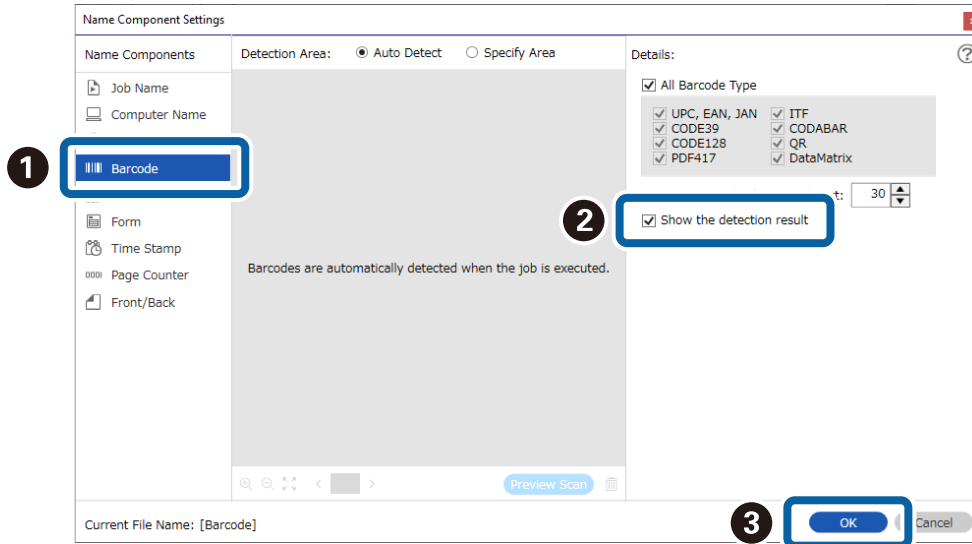 Name Component Settings
Name Components
Detection Area: Auto Detect Specify Area
Details:
Job Name
Computer Name
1
Barcode
Form
Time Stamp
Page Counter
Front/Back
Barcodes are automatically detected when the job is executed.
All Barcode Type
UPC, EAN, JAN ITF
CODE39 CODABAR
CODE128 QR
PDF417 DataMatrix
t: 30
2
Show the detection result
Preview Scan
Current File Name: [Barcode]
3
OK
Cancel